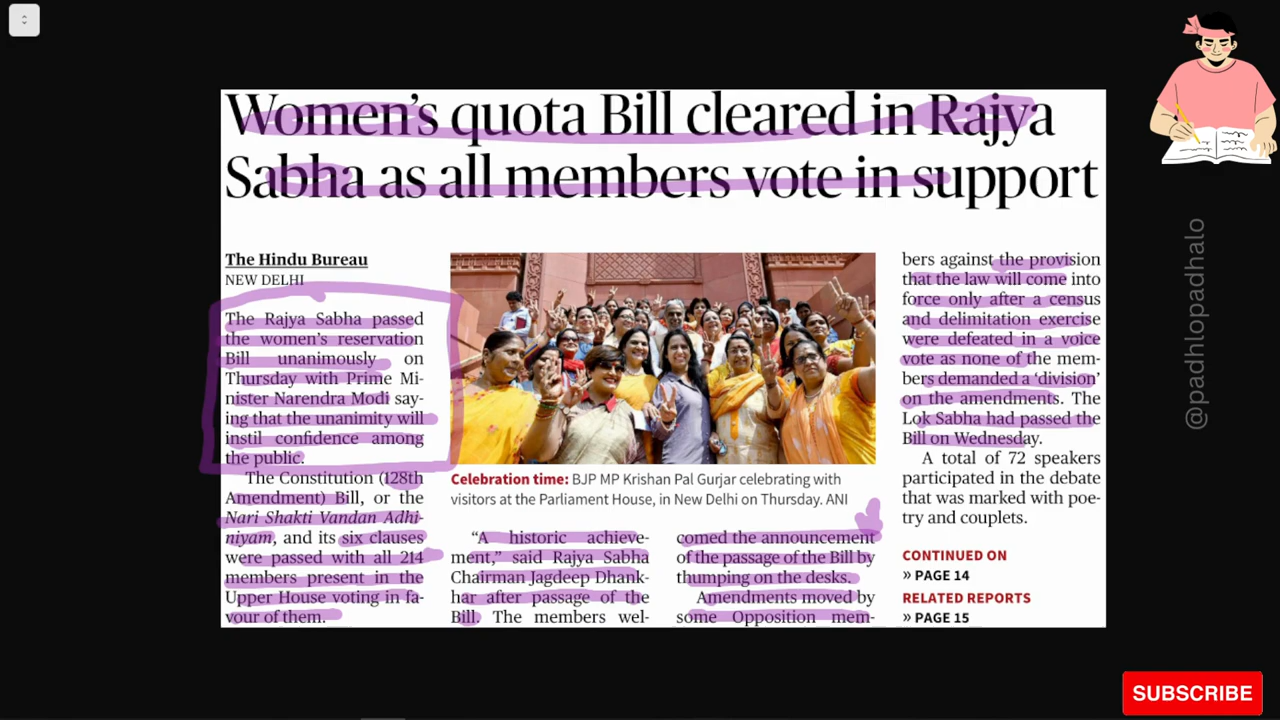 Women's quota Bill cleared in Rajya
Sabha as all members vote in support
The Hindu Bureau
NEW DELHI
The Rajya Sabha passed
the women's reservation
Bill unanimously on
Thursday with Prime Mi-
nister Narendra Modi say-
ing that the unanimity will
instil confidence among
the public.
The Constitution (128th
Amendment) Bill, or the
Nari Shakti Vandan Adhi-
niyam, and its six clauses
were passed with all 214
members present in the
Upper House voting in fa-
vour of them.
Celebration time: BJP MP Krishan Pal Gurjar celebrating with
visitors at the Parliament House, in New Delhi on Thursday. ANI
“A historic achieve-
ment,” said Rajya Sabha
Chairman Jagdeep Dhank-
har after passage of the
Bill. The members wel-
comed the announcement
of the passage of the Bill by
thumping on the desks.
Amendments moved by
some Opposition mem-
bers against the provision
that the law will come into
force only after a census
and delimitation exercise
were defeated in a voice
vote as none of the mem-
bers demanded a ‘division’
on the amendments. The
Lok Sabha had passed the
Bill on Wednesday.
A total of 72 speakers
participated in the debate
that was marked with poe-
try and couplets.
CONTINUED ON
» PAGE 14
RELATED REPORTS
» PAGE 15
@padhlopadhalo
SUBSCRIBE